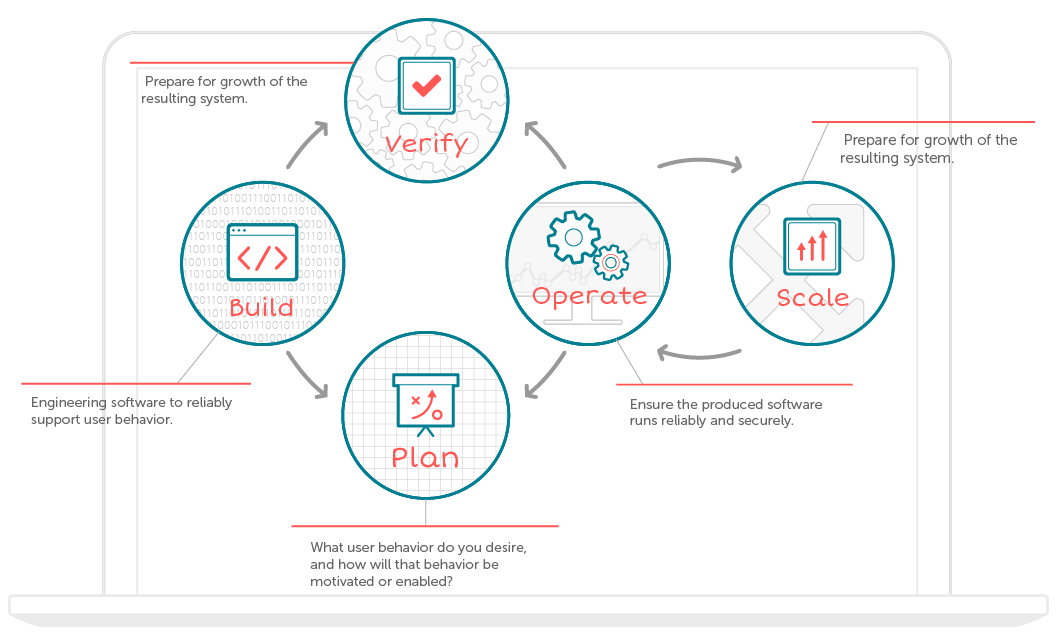 Verify
Prepare for growth of the
resulting system.
Prepare for growth of the
resulting system.
Build
Operate
Scale
Engineering software to reliably
support user behavior.
Plan
Ensure the produced software
runs reliably and securely.
What user behavior do you desire,
and how will that behavior be
motivated or enabled?